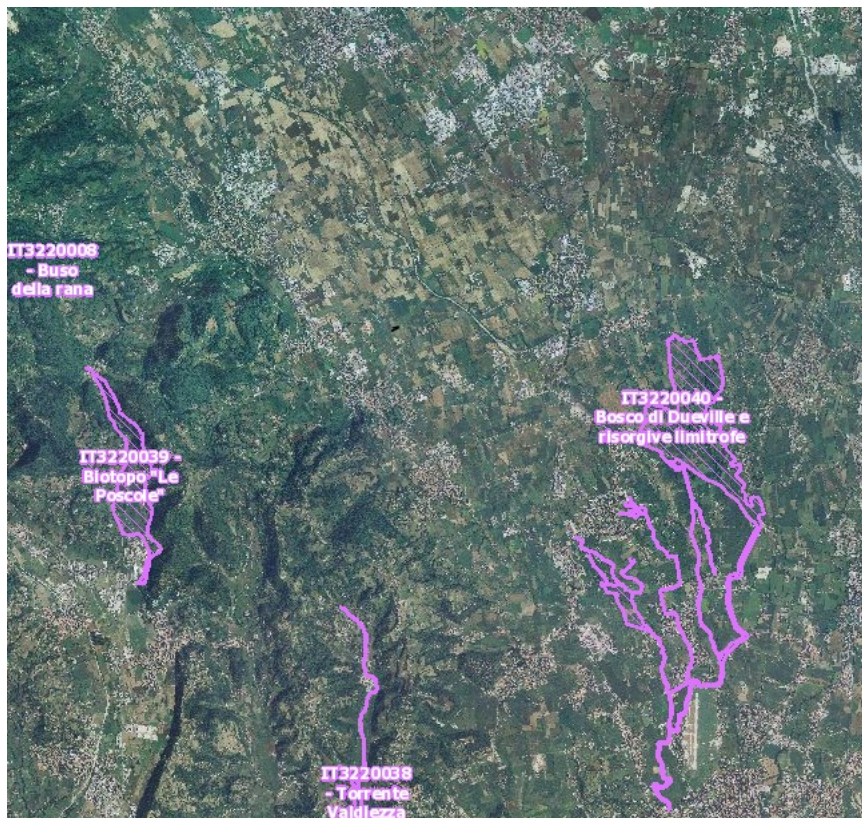 IT3220008
- Buso
della rana
IT3220040 -
Bosco di Dueville e
risorgive limitrofe
IT3220039 -
Biotopo "Le
Poscole"
IT3220038
- Torrente
Valdiezza